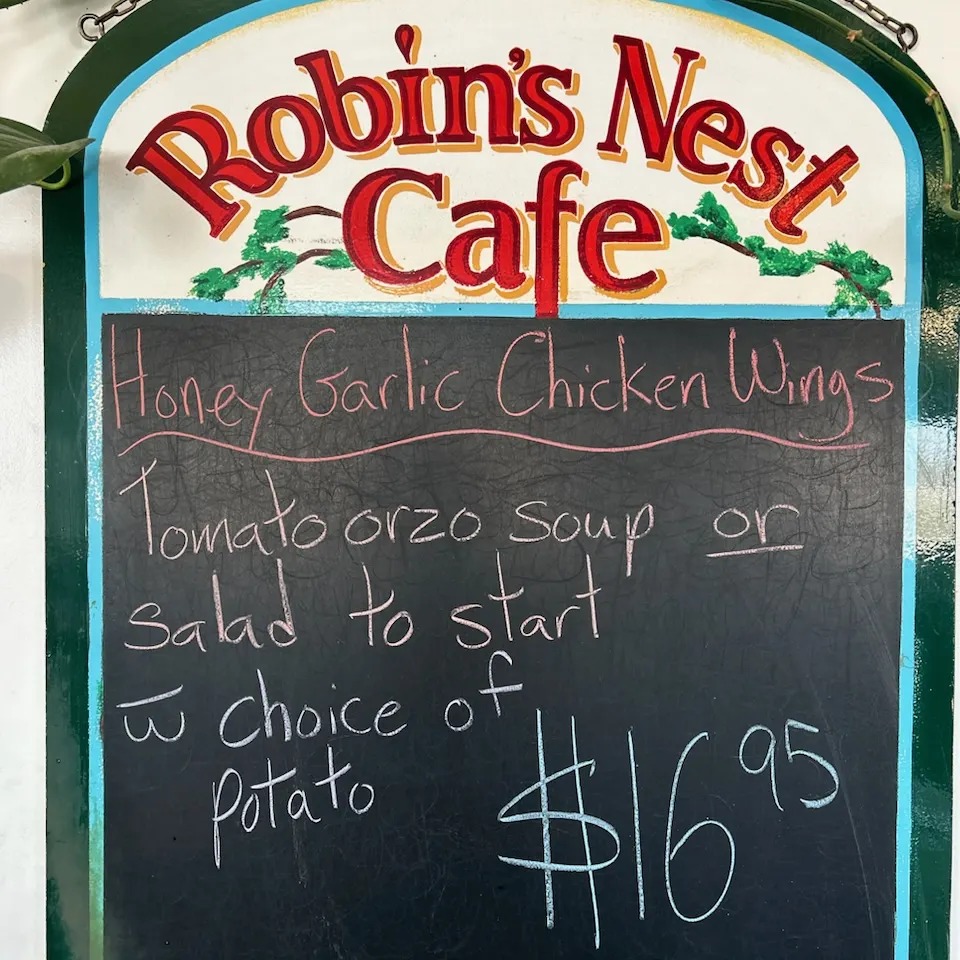 Robin's Nest
Cafe
Honey Garlic Chicken Wings
Tomato orzo soup or
salad to start
w̄ choice of
potato
$16 95